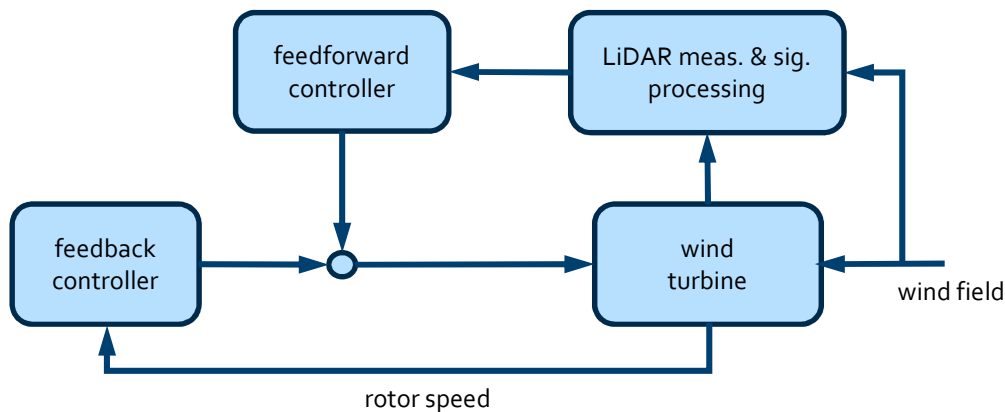 feedforward
controller
LiDAR meas. & sig.
processing
feedback
controller
wind
turbine
wind field
rotor speed